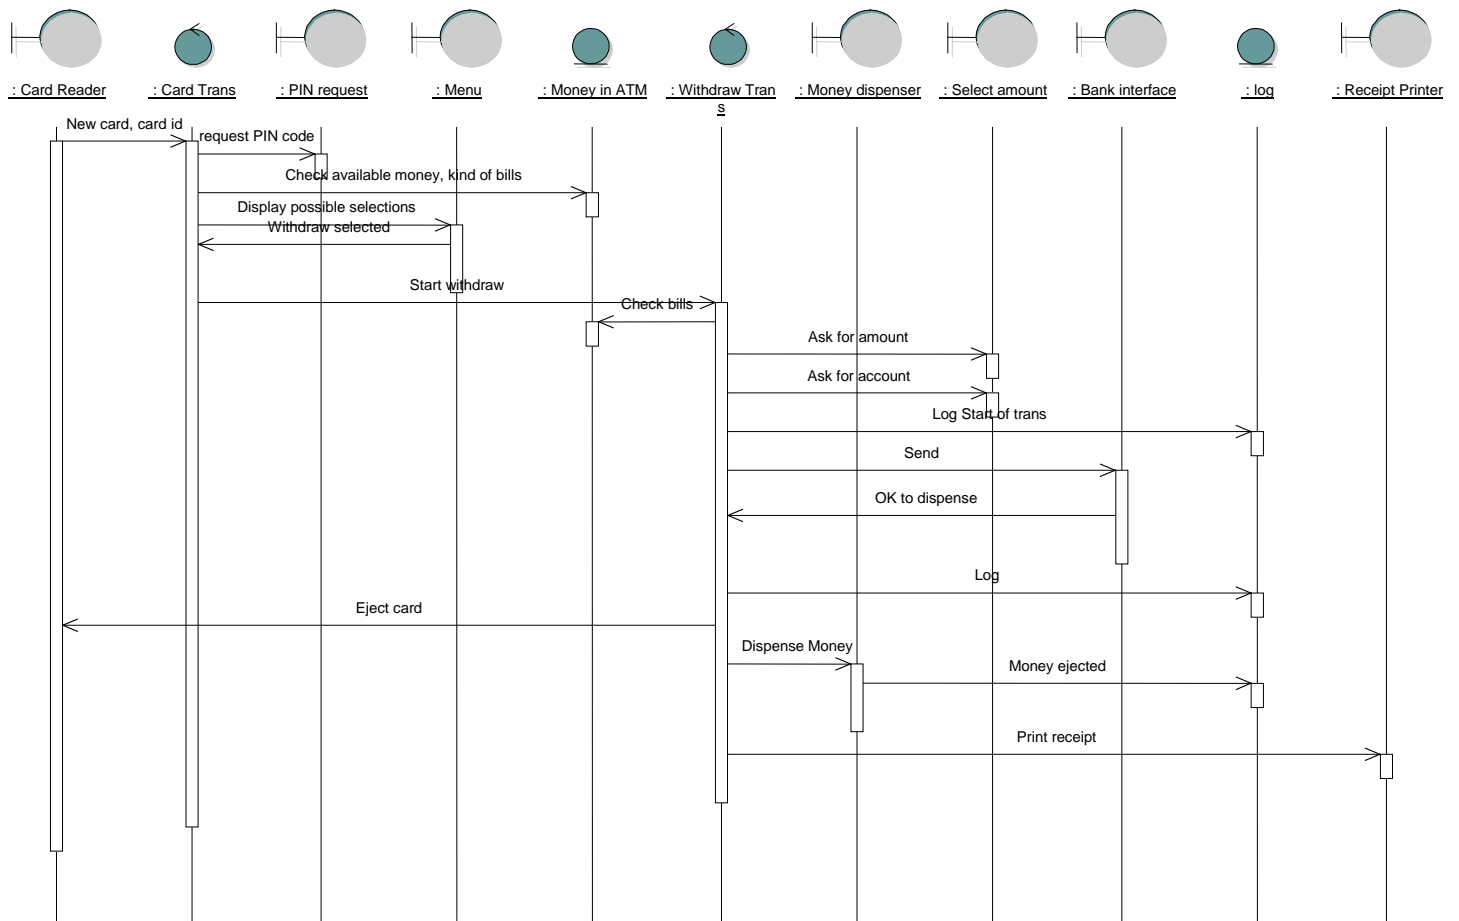 : Card Reader
: Card Trans
: PIN request
: Menu
: Money in ATM
: Withdraw Tran
s
: Money dispenser
: Select amount
: Bank interface
: log
: Receipt Printer
New card, card id
request PIN code
Check available money, kind of bills
Display possible selections
Withdraw selected
Start withdraw
Check bills
Ask for amount
Ask for account
Log Start of trans
Send
OK to dispense
Log
Eject card
Dispense Money
Money ejected
Print receipt